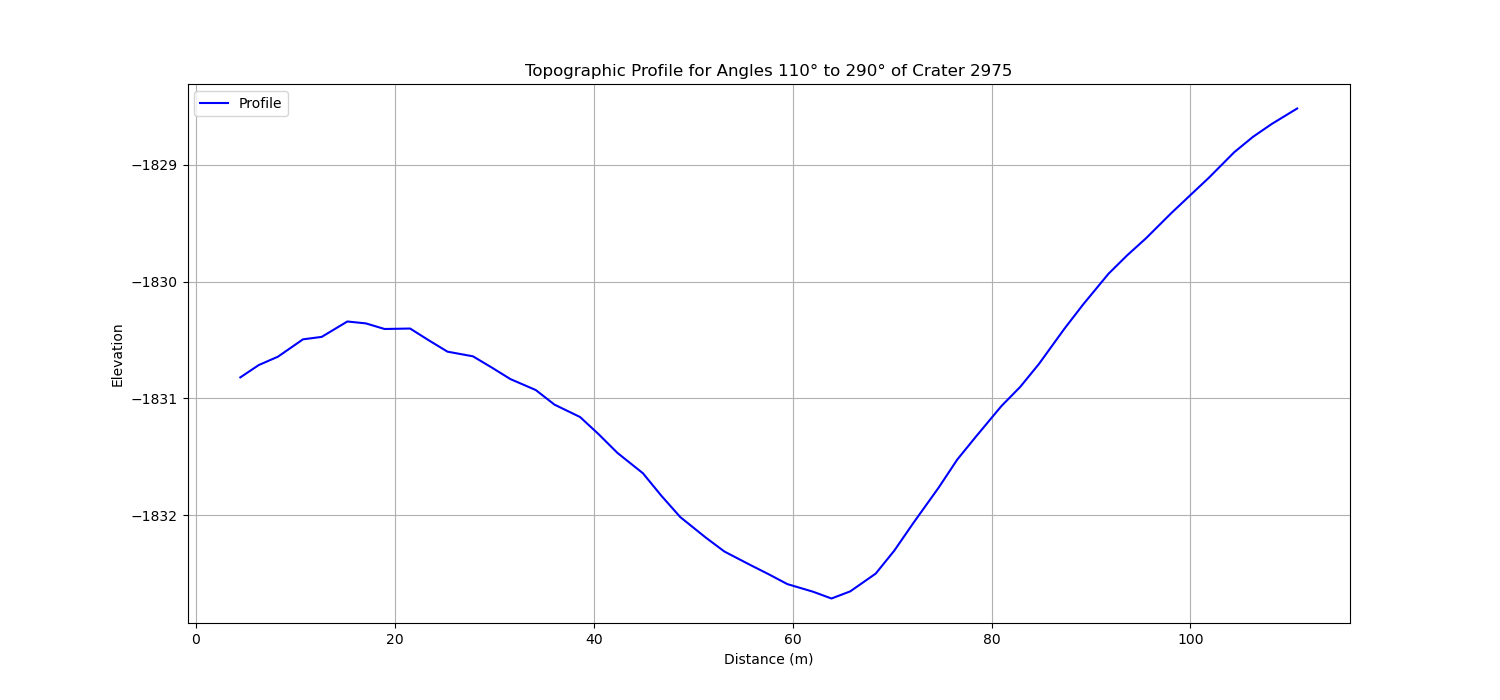 Topographic Profile for Angles 110° to 290° of Crater 2975
Profile
−1829
−1830
−1831
−1832
Elevation
0 20 40 60 80 100
Distance (m)